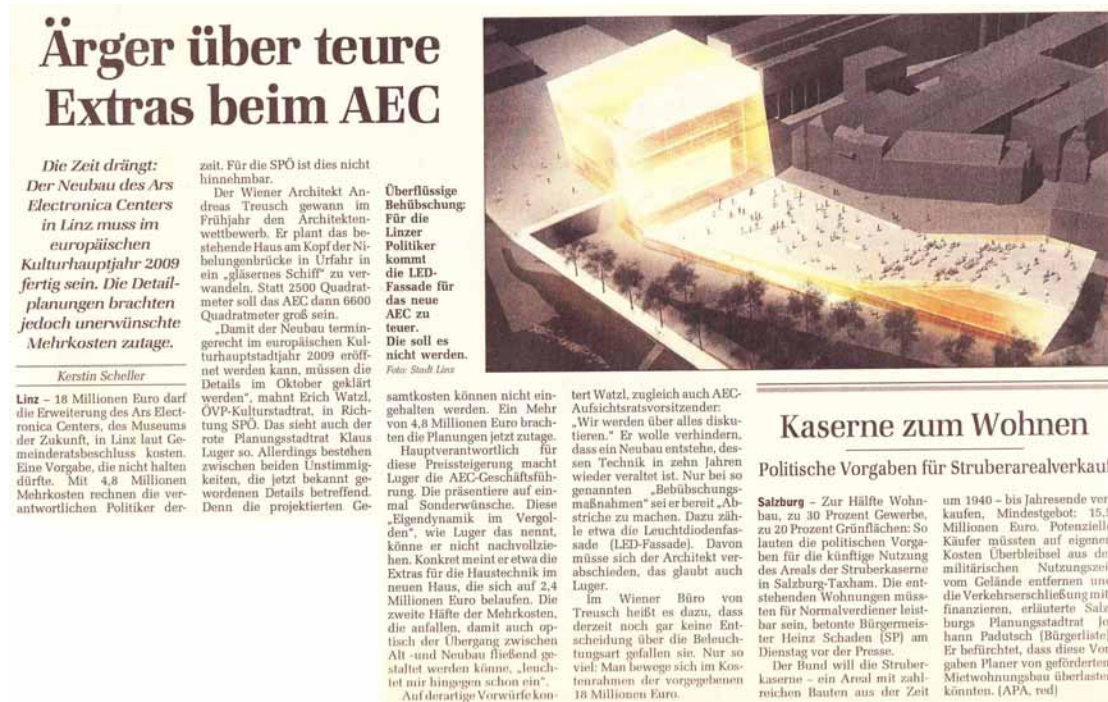 Ärger über teure
Extras beim AEC
Die Zeit drängt:
Der Neubau des Ars
Electronica Centers
in Linz muss im
europäischen
Kulturhauptjahr 2009
fertig sein. Die Detail-
planungen brachten
jedoch unerwünschte
Mehrkosten zutage.
Kerstin Scheller
Linz – 18 Millionen Euro darf
die Erweiterung des Ars Elect-
ronica Centers, des Museums
der Zukunft, in Linz laut Ge-
meinderatsbeschluss kosten.
Eine Vorgabe, die nicht halten
dürfte. Mit 4,8 Millionen
Mehrkosten rechnen die ver-
antwortlichen Politiker der-
zeit. Für die SPÖ ist dies nicht
hinnehmbar.
Der Wiener Architekt An-
dreas Treusch gewann im
Frühjahr den Architekten-
wettbewerb. Er plant das be-
stehende Haus am Kopf der Ni-
belungenbrücke in Urfahr in
ein „gläsernes Schiff" zu ver-
wandeln. Statt 2500 Quadrat-
meter soll das AEC dann 6600
Quadratmeter groß sein.
„Damit der Neubau termin-
gerecht im europäischen Kul-
turhauptstadtjahr 2009 eröff-
net werden kann, müssen die
Details im Oktober geklärt
werden", mahnt Erich Watzl,
ÖVP-Kulturstadtrat, in Rich-
tung SPÖ. Das sieht auch der
rote Planungsstadtrat Klaus
Luger so. Allerdings bestehen
zwischen beiden Unstimmig-
keiten, die jetzt bekannt ge-
wordenen Details betreffend.
Denn die projektierten Ge-
Überflüssige
Behübschung:
Für die
Linzer
Politiker
kommt
die LED-
Fassade für
das neue
AEC zu
teuer.
Die soll es
nicht werden.
Foto: Stadt Linz
samtkosten können nicht ein-
gehalten werden. Ein Mehr
von 4,8 Millionen Euro brach-
ten die Planungen jetzt zutage.
Hauptverantwortlich für
diese Preissteigerung macht
Luger die AEC-Geschäftsfüh-
rung. Die präsentiere auf ein-
mal Sonderwünsche. Diese
„Eigendynamik im Vergol-
den", wie Luger das nennt,
könne er nicht nachvollzie-
hen. Konkret meint er etwa die
Extras für die Haustechnik im
neuen Haus, die sich auf 2,4
Millionen Euro belaufen. Die
zweite Häfte der Mehrkosten,
die anfallen, damit auch op-
tisch der Übergang zwischen
Alt -und Neubau fließend ge-
staltet werden könne, „leuch-
tet mir hingegen schon ein".
Auf derartige Vorwürfe kon-
tert Watzl, zugleich auch AEC-
Aufsichtsratsvorsitzender:
„Wir werden über alles disku-
tieren." Er wolle verhindern,
dass ein Neubau entstehe, des-
sen Technik in zehn Jahren
wieder veraltet ist. Nur bei so
genannten „Bebübschungs-
maßnahmen" sei er bereit „Ab-
striche zu machen. Dazu zäh-
le etwa die Leuchtdiodenfas-
sade (LED-Fassade). Davon
müsse sich der Architekt ver-
abschieden, das glaubt auch
Luger.
Im Wiener Büro von
Treusch heißt es dazu, dass
derzeit noch gar keine Ent-
scheidung über die Beleuch-
tungsart gefallen sie. Nur so
viel: Man bewege sich im Kos-
tenrahmen der vorgegebenen
18 Millionen Euro.
Kaserne zum Wohnen
Politische Vorgaben für Struberarealverkauf
Salzburg – Zur Hälfte Wohn-
bau, zu 30 Prozent Gewerbe,
zu 20 Prozent Grünflächen: So
lauten die politischen Vorga-
ben für die künftige Nutzung
des Areals der Struberkaserne
in Salzburg-Taxham. Die ent-
stehenden Wohnungen müss-
ten für Normalverdiener leist-
bar sein, betonte Bürgermeis-
ter Heinz Schaden (SP) am
Dienstag vor der Presse.
Der Bund will die Struber-
kaserne – ein Areal mit zahl-
reichen Bauten aus der Zeit
um 1940 – bis Jahresende ver
kaufen, Mindestgebot: 15,5
Millionen Euro. Potenzielle
Käufer müssten auf eigene
Kosten Überbleibsel aus de
militärischen Nutzungszei
vom Gelände entfernen und
die Verkehrserschließung mit
finanzieren, erläuterte Salz
burgs Planungsstadtrat Jo
hann Padutsch (Bürgerliste)
Er befürchtet, dass diese Vor
gaben Planer von geförderten
Mietwohnungsbau überlasten
könnten. (APA, red)